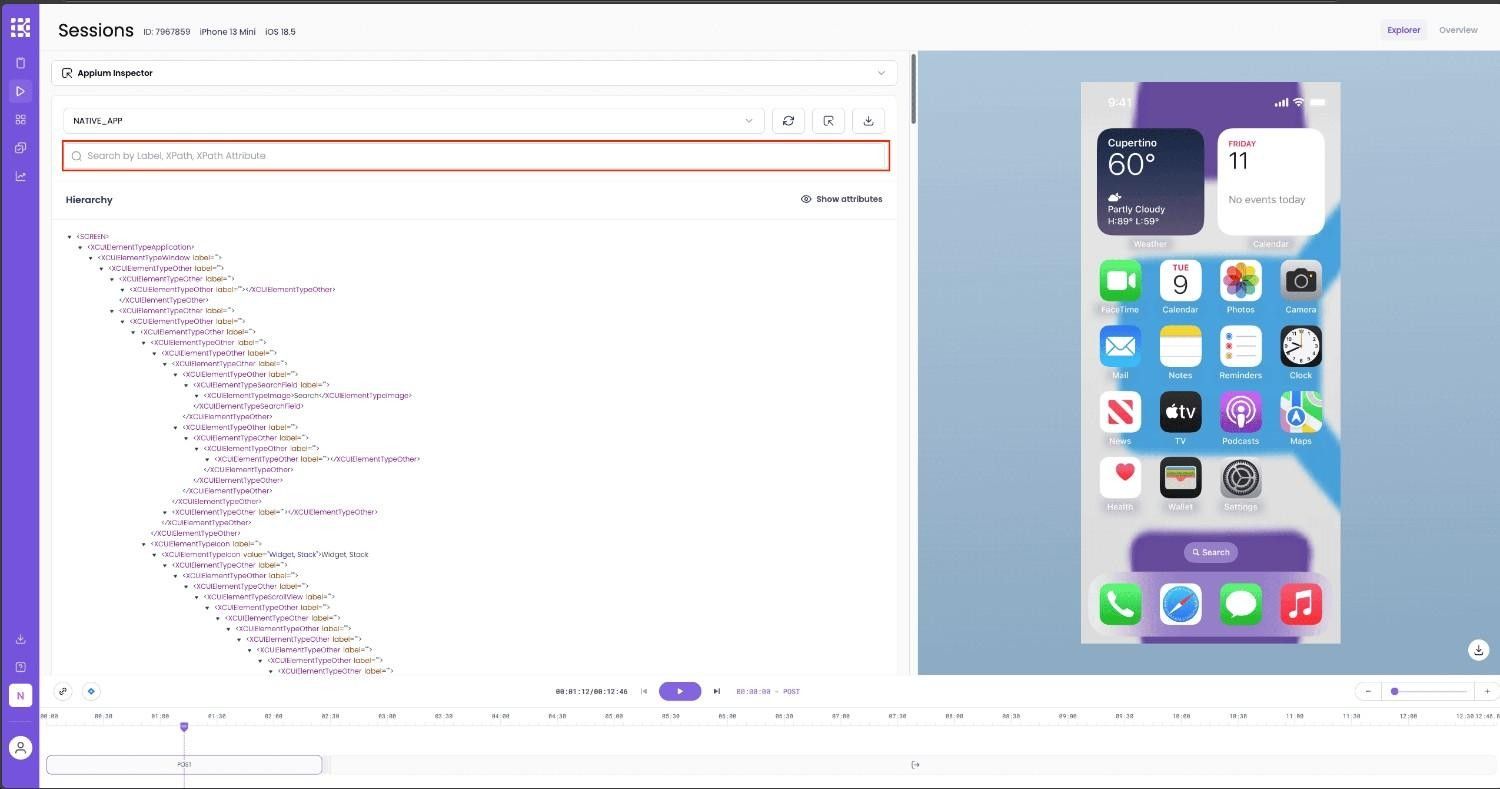 Sessions ID: 7967859 iPhone 13 Mini iOS 18.5
Explorer Overview
Appium Inspector
NATIVE_APP
Search by Label, XPath, XPath Attribute
Hierarchy Show attributes
<SCREEN>
<XCUIElementTypeApplication>
<XCUIElementTypeWindow label="">
<XCUIElementTypeOther label="">
<XCUIElementTypeOther label="">
<XCUIElementTypeOther label=""></XCUIElementTypeOther>
</XCUIElementTypeOther>
<XCUIElementTypeOther label="">
<XCUIElementTypeOther label="">
<XCUIElementTypeOther label="">
<XCUIElementTypeOther label="">
<XCUIElementTypeOther label="">
<XCUIElementTypeOther label="">
<XCUIElementTypeOther label="">
<XCUIElementTypeSearchField label="">
<XCUIElementTypeImage>Search</XCUIElementTypeImage>
</XCUIElementTypeSearchField>
</XCUIElementTypeOther>
<XCUIElementTypeOther label="">
<XCUIElementTypeOther label="">
<XCUIElementTypeOther label="">
<XCUIElementTypeOther label=""></XCUIElementTypeOther>
</XCUIElementTypeOther>
</XCUIElementTypeOther>
</XCUIElementTypeOther>
</XCUIElementTypeOther>
<XCUIElementTypeOther label=""></XCUIElementTypeOther>
</XCUIElementTypeOther>
</XCUIElementTypeOther>
<XCUIElementTypeIcon label="">
<XCUIElementTypeIcon value="Widget, Stack">Widget, Stack
<XCUIElementTypeOther label="">
<XCUIElementTypeOther label="">
<XCUIElementTypeOther label="">
<XCUIElementTypeScrollView label="">
<XCUIElementTypeOther label="">
<XCUIElementTypeOther label="">
<XCUIElementTypeOther label="">
<XCUIElementTypeOther label="">
<XCUIElementTypeOther label="">
<XCUIElementTypeOther label="">
<XCUIElementTypeOther label="">
9:41
Cupertino
60°
Partly Cloudy
H:89° L:59°
FRIDAY
11
No events today
Weather Calendar
TUE
9
FaceTime Calendar Photos Camera
Mail Notes Reminders Clock
tv
News TV Podcasts Maps
Health Wallet Settings
Search
N
00:01:12/00:12:46 00:00:00 - POST
00:00 00:30 01:00 01:30 02:00 02:30 03:00 03:30 04:00 04:30 05:00 05:30 06:00 06:30 07:00 07:30 08:00 08:30 09:00 09:30 10:00 10:30 11:00 11:30 12:00 12:30
POST